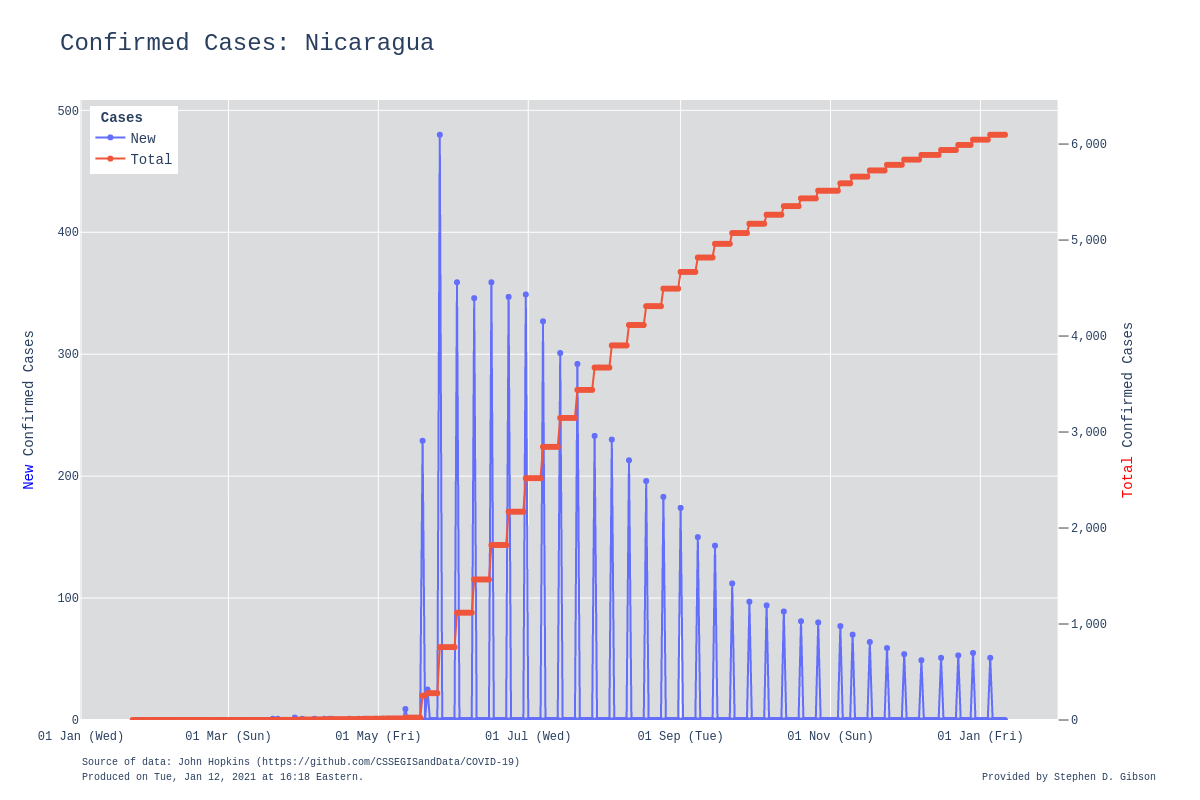 Confirmed Cases: Nicaragua
Cases
New
Total
500
400
300
200
100
0
6,000
5,000
4,000
3,000
2,000
1,000
0
New Confirmed Cases
Total Confirmed Cases
01 Jan (Wed) 01 Mar (Sun) 01 May (Fri) 01 Jul (Wed) 01 Sep (Tue) 01 Nov (Sun) 01 Jan (Fri)
Source of data: John Hopkins (https://github.com/CSSEGISandData/COVID-19)
Produced on Tue, Jan 12, 2021 at 16:18 Eastern.
Provided by Stephen D. Gibson